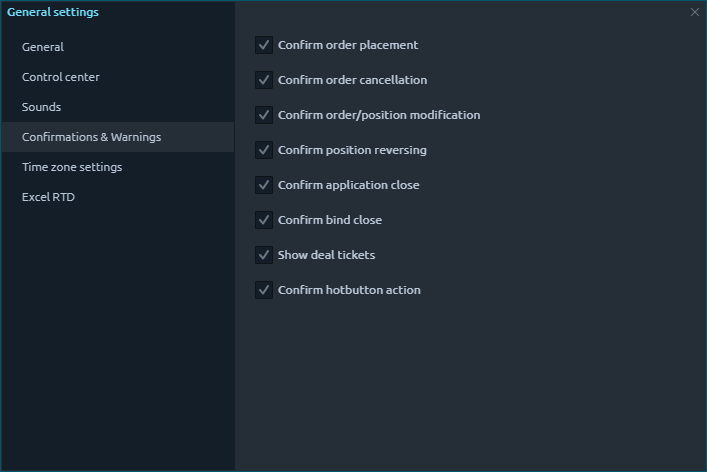 General settings
General
Control center
Sounds
Confirmations & Warnings
Time zone settings
Excel RTD
Confirm order placement
Confirm order cancellation
Confirm order/position modification
Confirm position reversing
Confirm application close
Confirm bind close
Show deal tickets
Confirm hotbutton action